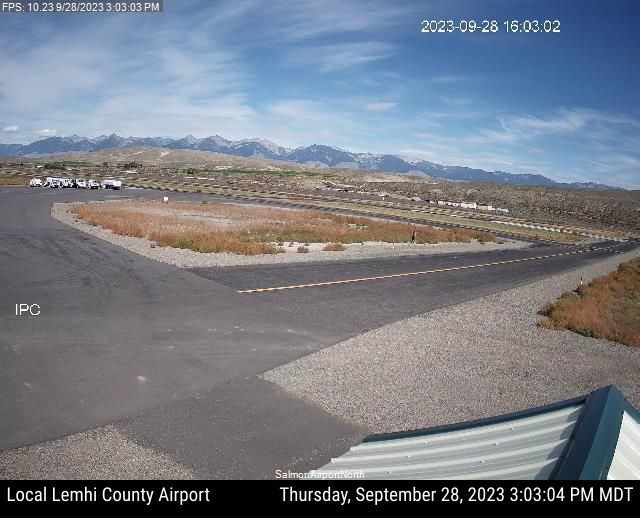 FPS: 10.23 9/28/2023 3:03:03 PM
2023-09-28 16:03:02
IPC
SalmonAirportNorth
Local Lemhi County Airport Thursday, September 28, 2023 3:03:04 PM MDT